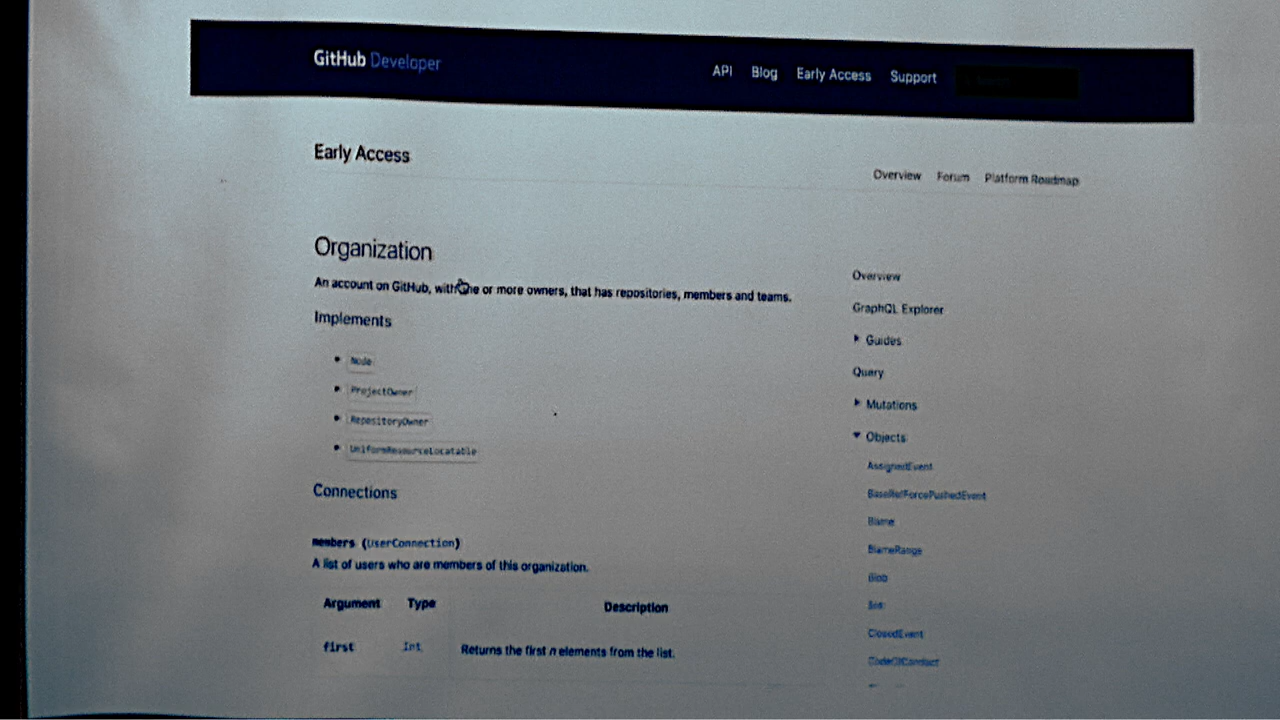 GitHub Developer
API Blog Early Access Support
Early Access
Overview Forum Platform Roadmap
Organization
An account on GitHub, with one or more owners, that has repositories, members and teams.
Implements
Node
ProjectOwner
RepositoryOwner
UniformResourceLocatable
Connections
members (UserConnection)
A list of users who are members of this organization.
Argument Type Description
first Int Returns the first n elements from the list.
Overview
GraphQL Explorer
Guides
Query
Mutations
Objects
AssignedEvent
BaseRefForcePushedEvent
Blame
BlameRange
Blob
Bot
ClosedEvent
CodeOfConduct